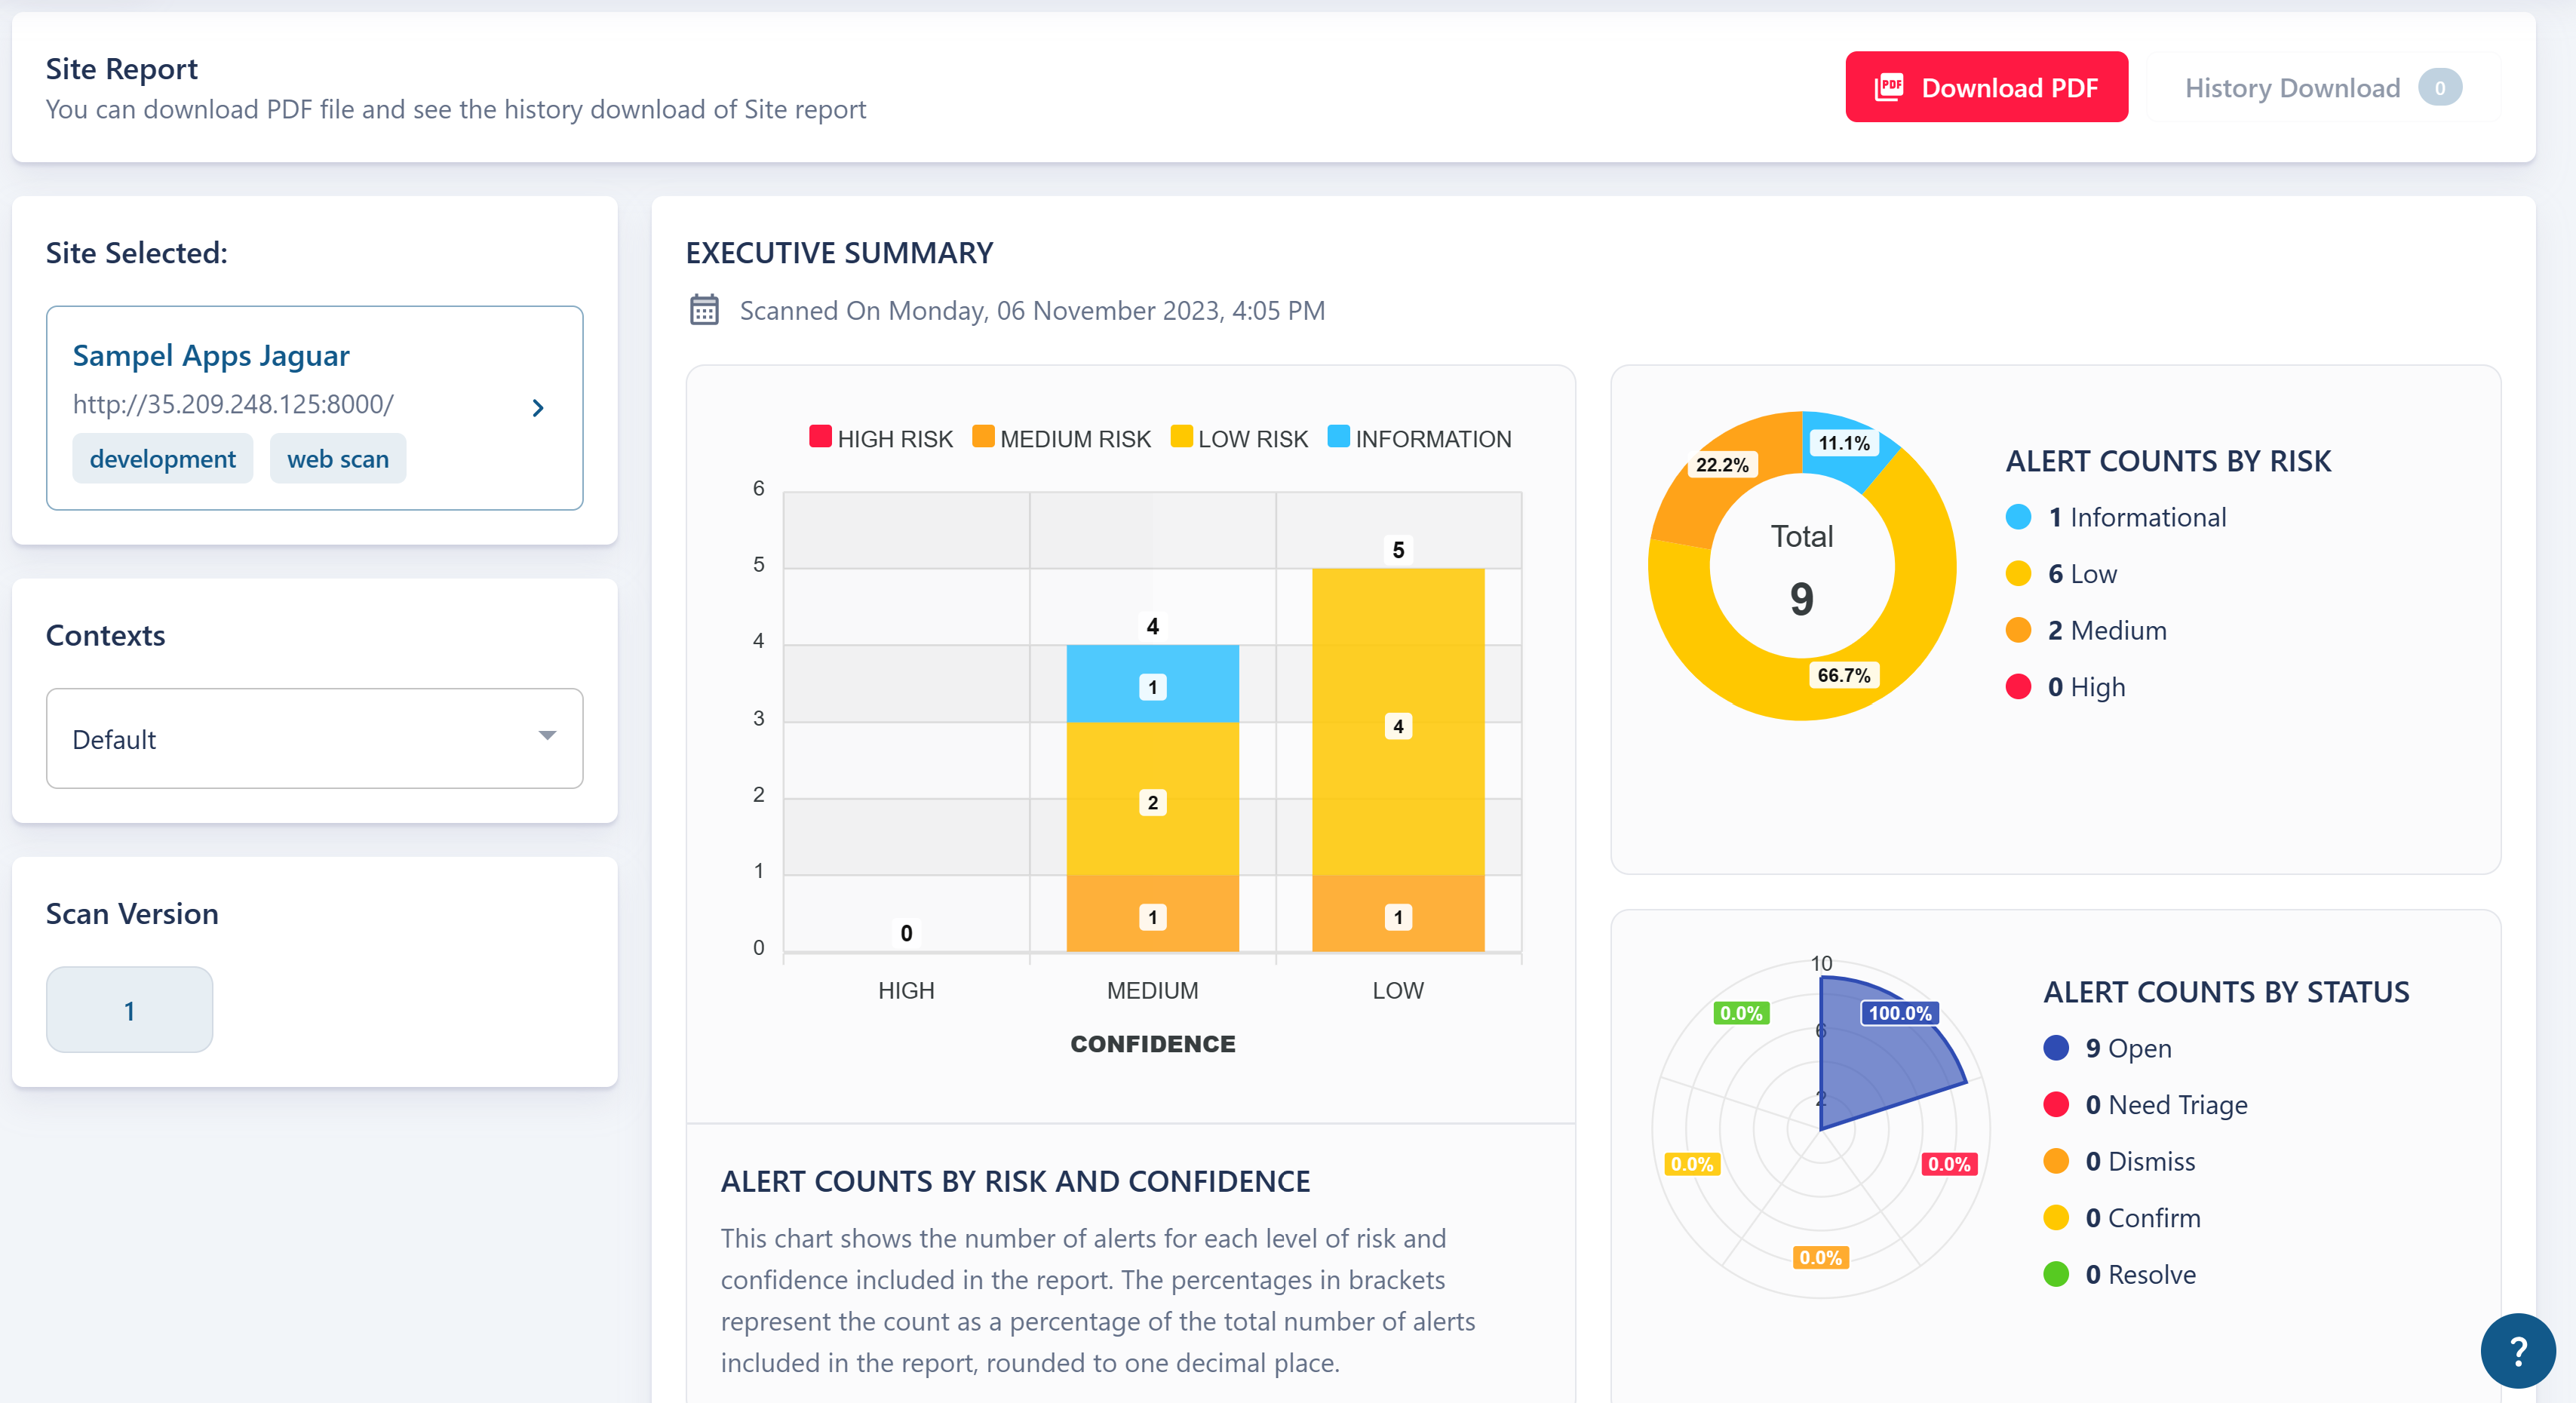 Site Report
You can download PDF file and see the history download of Site report
PDF
Download PDF
History Download 0
Site Selected:
Sampel Apps Jaguar
http://35.209.248.125:8000/
development web scan
Contexts
Default
Scan Version
1
EXECUTIVE SUMMARY
Scanned On Monday, 06 November 2023, 4:05 PM
HIGH RISK MEDIUM RISK LOW RISK INFORMATION
6
5
4
3
2
1
0
0
4
1
2
1
5
4
1
HIGH MEDIUM LOW
CONFIDENCE
ALERT COUNTS BY RISK AND CONFIDENCE
This chart shows the number of alerts for each level of risk and
confidence included in the report. The percentages in brackets
represent the count as a percentage of the total number of alerts
included in the report, rounded to one decimal place.
22.2%
11.1%
66.7%
Total
9
ALERT COUNTS BY RISK
1 Informational
6 Low
2 Medium
0 High
10
6
2
0.0%
100.0%
0.0%
0.0%
0.0%
ALERT COUNTS BY STATUS
9 Open
0 Need Triage
0 Dismiss
0 Confirm
0 Resolve
?